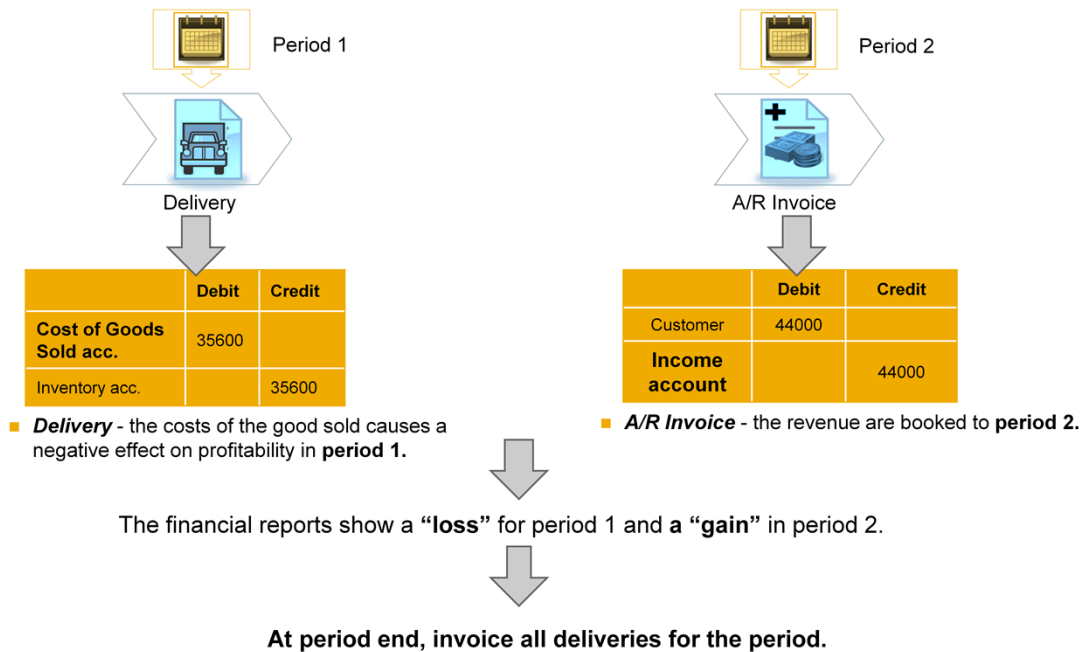 Period 1
Period 2
Delivery
A/R Invoice
Debit Credit
Cost of Goods
Sold acc.
35600
Inventory acc. 35600
Debit Credit
Customer 44000
Income
account
44000
Delivery - the costs of the good sold causes a
negative effect on profitability in period 1.
A/R Invoice - the revenue are booked to period 2.
The financial reports show a “loss” for period 1 and a “gain” in period 2.
At period end, invoice all deliveries for the period.